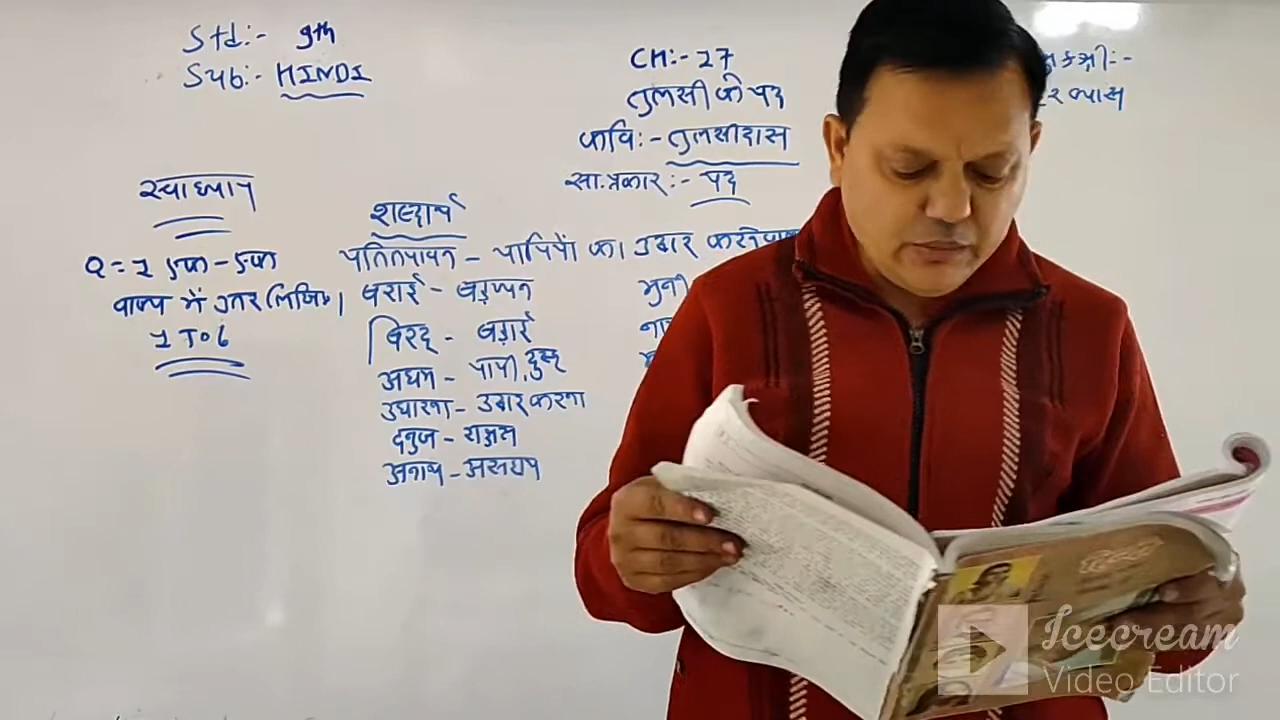 Std:- 9th
Sub:- HINDI
CH:- 27
तुलसी के पद
कवि:- तुलसीदास
सा.प्रकार:- पद
र व्यास
स्वाध्याय
Q=1 एक-एक
वाक्य में उत्तर लिखिए।
1 To 6
शब्दार्थ
पतितपावन - पापियों का उद्धार करनेवाला
बराई - बड़प्पन
बिरद - बड़ाई
अधम - पापी, दुष्ट
उधारना - उद्धार करना
दनुज - राक्षस
अनाथ - असहाय
मुनी
Icecream
Video Editor